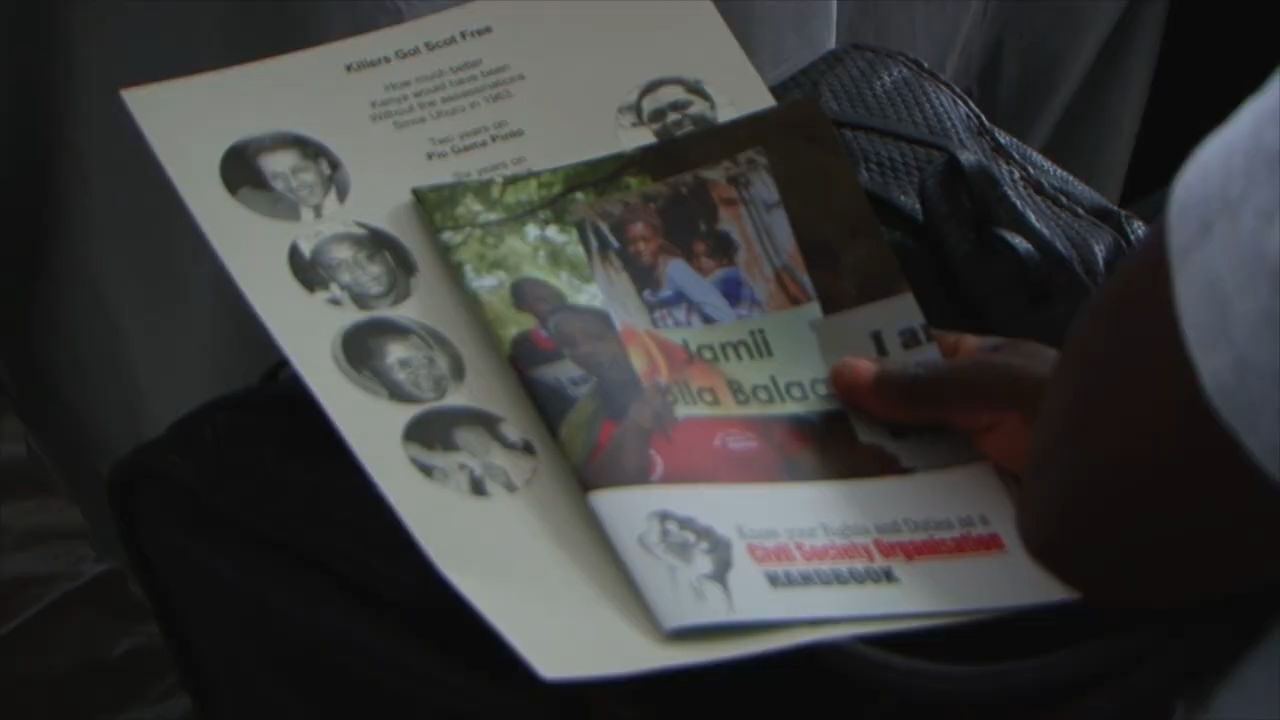 Killers Got Scot Free
How much better
Kenya would have been
Without the assassinations
Since Uhuru in 1963.
Two years on
Pio Gama Pinto
years on
Jamii
Bila Balaa
I am
Know your Rights and Duties as a
Civil Society Organisation
HANDBOOK